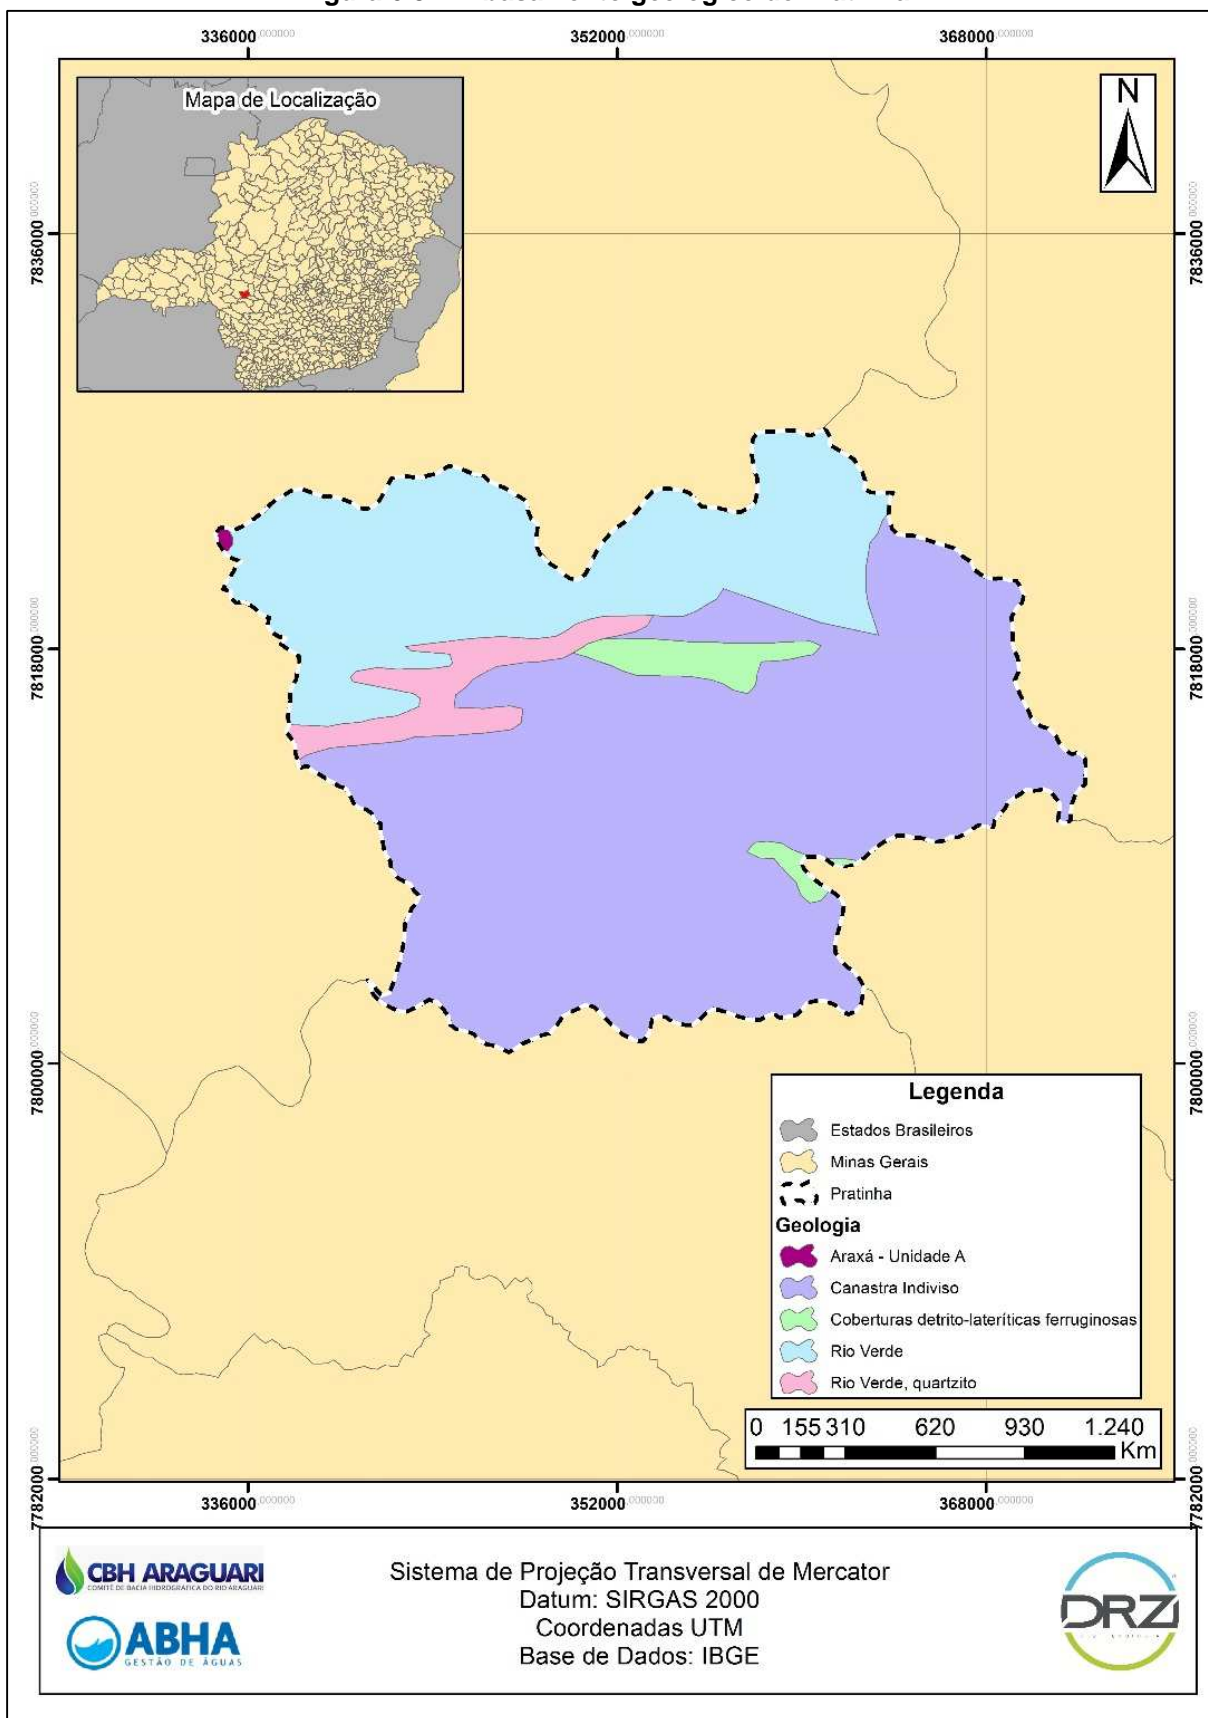 336000,000000 352000,000000 368000,000000
Mapa de Localização
N
7836000,000000 7836000,000000
7818000,000000 7818000,000000
7800000,000000 7800000,000000
Legenda
Estados Brasileiros
Minas Gerais
Pratinha
Geologia
Araxá - Unidade A
Canastra Indiviso
Coberturas detrito-lateríticas ferruginosas
Rio Verde
Rio Verde, quartzito
0 155 310 620 930 1.240
Km
7782000,000000 7782000,000000
336000,000000 352000,000000 368000,000000
CBH ARAGUARI
COMITÊ DE BACIA HIDROGRÁFICA DO RIO ARAGUARI
ABHA
GESTÃO DE ÁGUAS
Sistema de Projeção Transversal de Mercator
Datum: SIRGAS 2000
Coordenadas UTM
Base de Dados: IBGE
DRZ